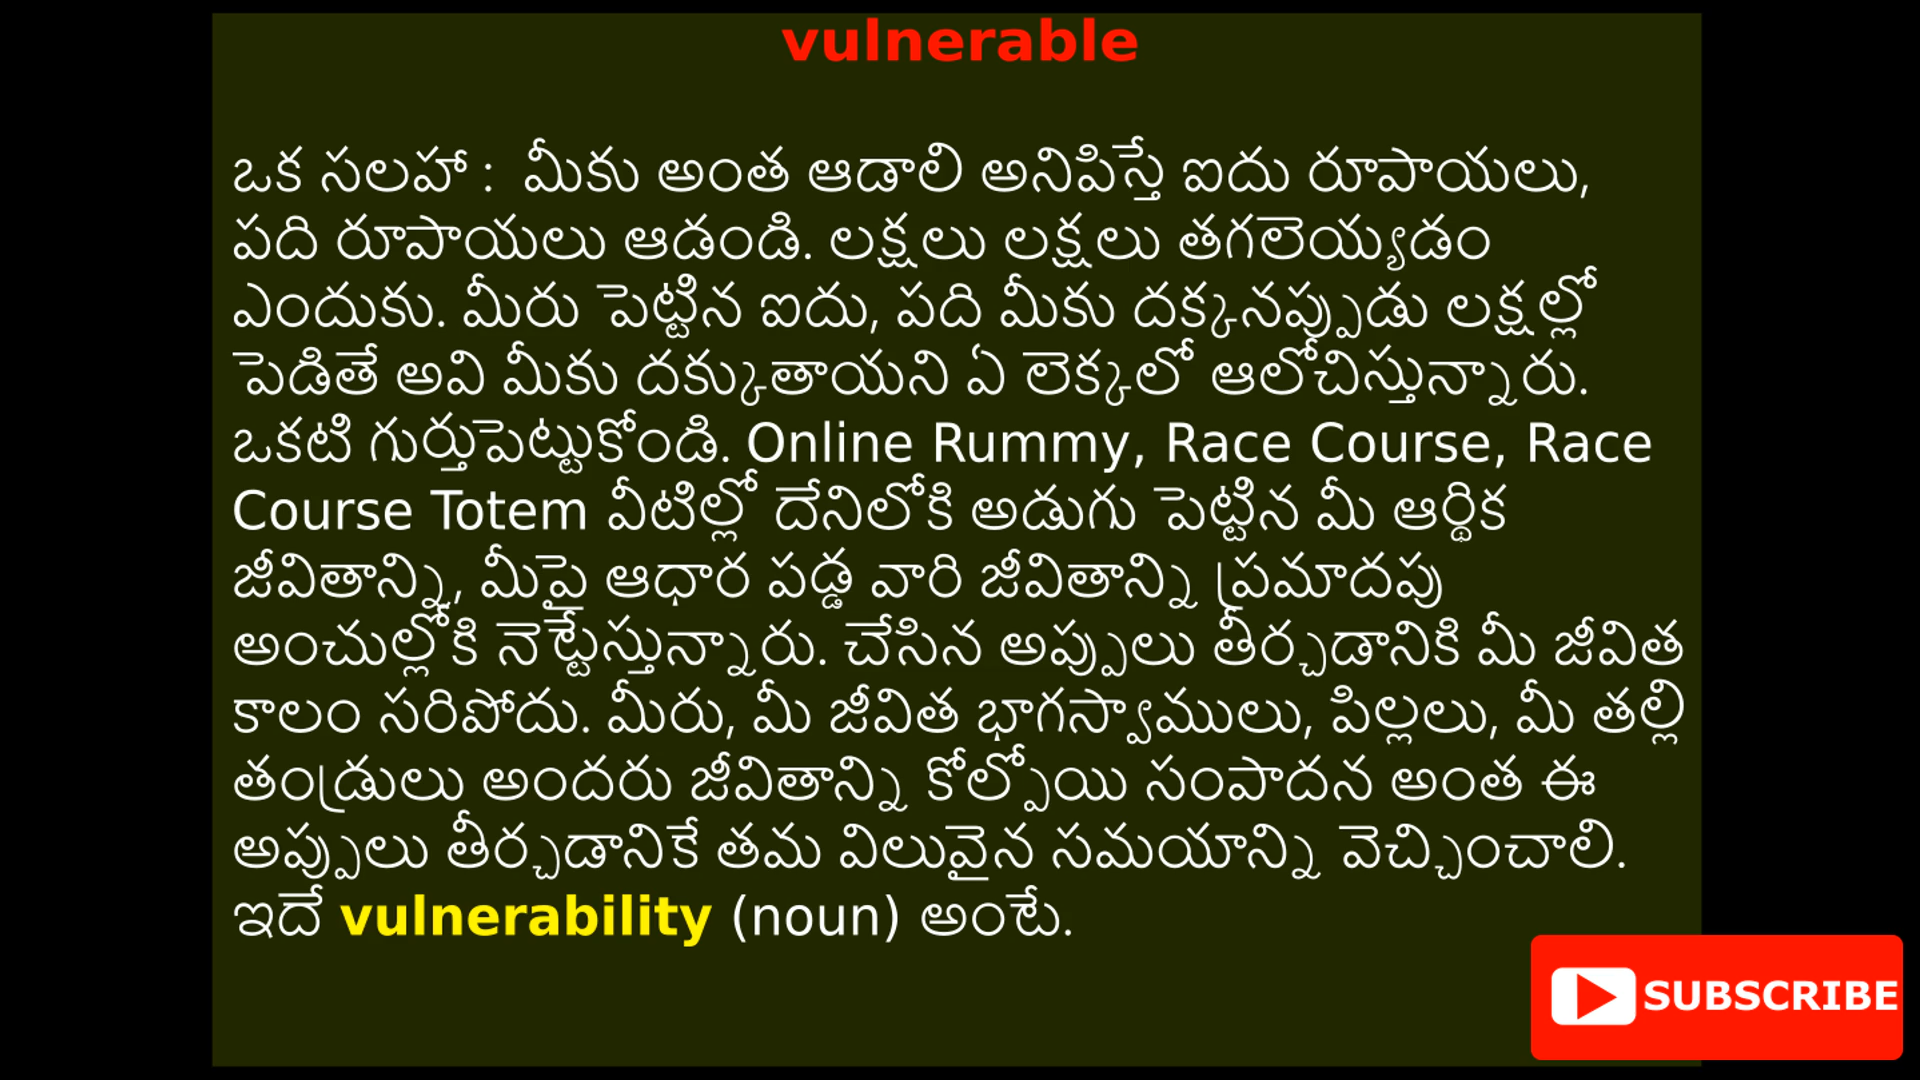 vulnerable
ఒక సలహా : మీకు అంత ఆడాలి అనిపిస్తే ఐదు రూపాయలు,
పది రూపాయలు ఆడండి. లక్షలు లక్షలు తగలెయ్యడం
ఎందుకు. మీరు పెట్టిన ఐదు, పది మీకు దక్కనప్పుడు లక్షల్లో
పెడితే అవి మీకు దక్కుతాయని ఏ లెక్కలో ఆలోచిస్తున్నారు.
ఒకటి గుర్తుపెట్టుకోండి. Online Rummy, Race Course, Race
Course Totem వీటిల్లో దేనిలోకి అడుగు పెట్టిన మీ ఆర్థిక
జీవితాన్ని, మీపై ఆధార పడ్డ వారి జీవితాన్ని ప్రమాదపు
అంచుల్లోకి నెట్టేస్తున్నారు. చేసిన అప్పులు తీర్చడానికి మీ జీవిత
కాలం సరిపోదు. మీరు, మీ జీవిత భాగస్వాములు, పిల్లలు, మీ తల్లి
తండ్రులు అందరు జీవితాన్ని కోల్పోయి సంపాదన అంత ఈ
అప్పులు తీర్చడానికే తమ విలువైన సమయాన్ని వెచ్చించాలి.
ఇదే vulnerability (noun) అంటే.
SUBSCRIBE